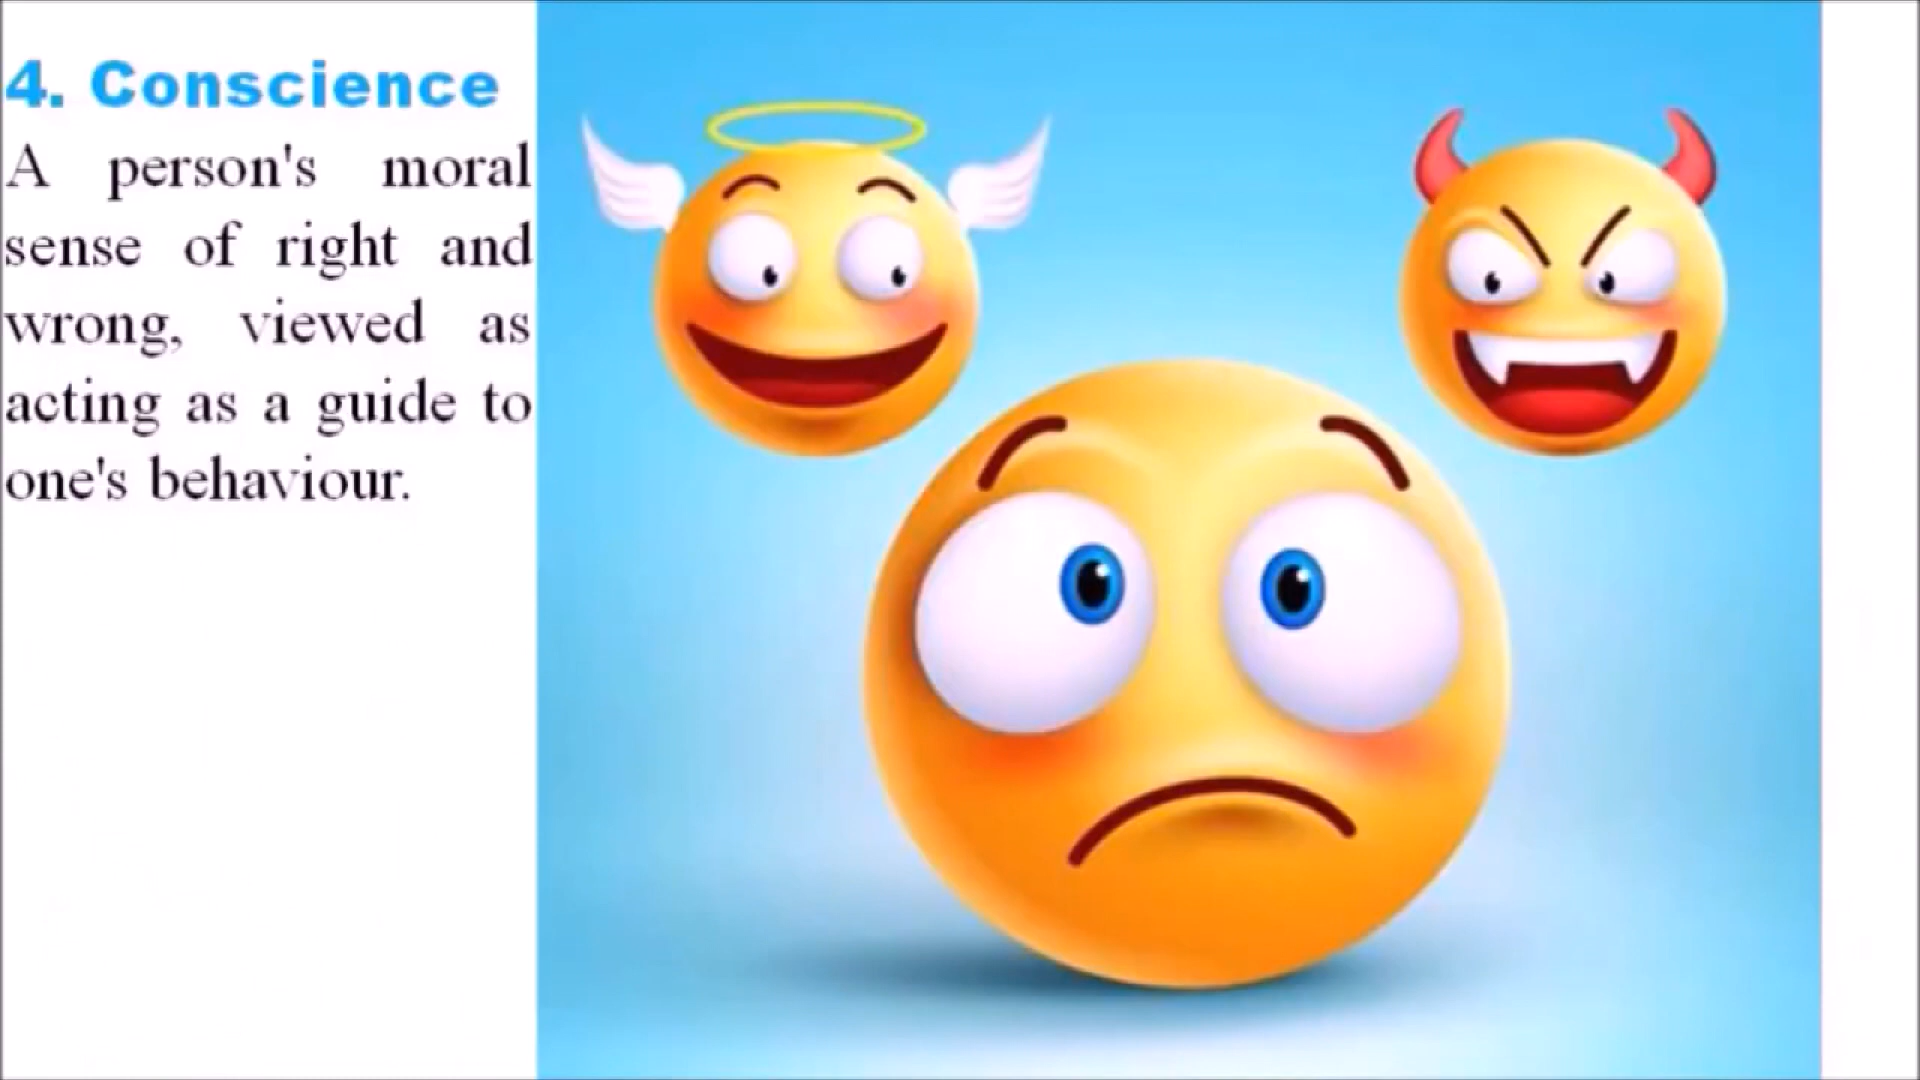 4. Conscience
A person's moral
sense of right and
wrong, viewed as
acting as a guide to
one's behaviour.